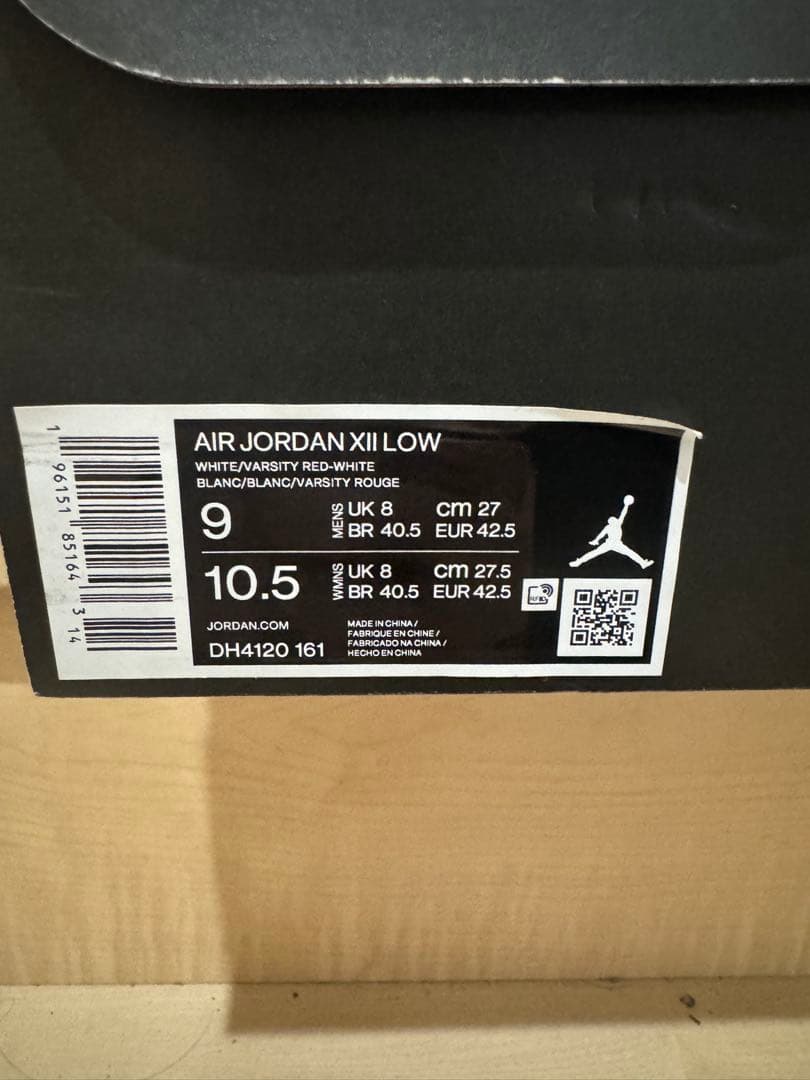 AIR JORDAN XII LOW
WHITE/VARSITY RED-WHITE
BLANC/BLANC/VARSITY ROUGE
9 MENS UK 8 cm 27
BR 40.5 EUR 42.5
10.5 WMNS UK 8 cm 27.5
BR 40.5 EUR 42.5
JORDAN.COM
DH4120 161
MADE IN CHINA /
FABRIQUE EN CHINE /
FABRICADO NA CHINA /
HECHO EN CHINA
1 96151 85164 3 14